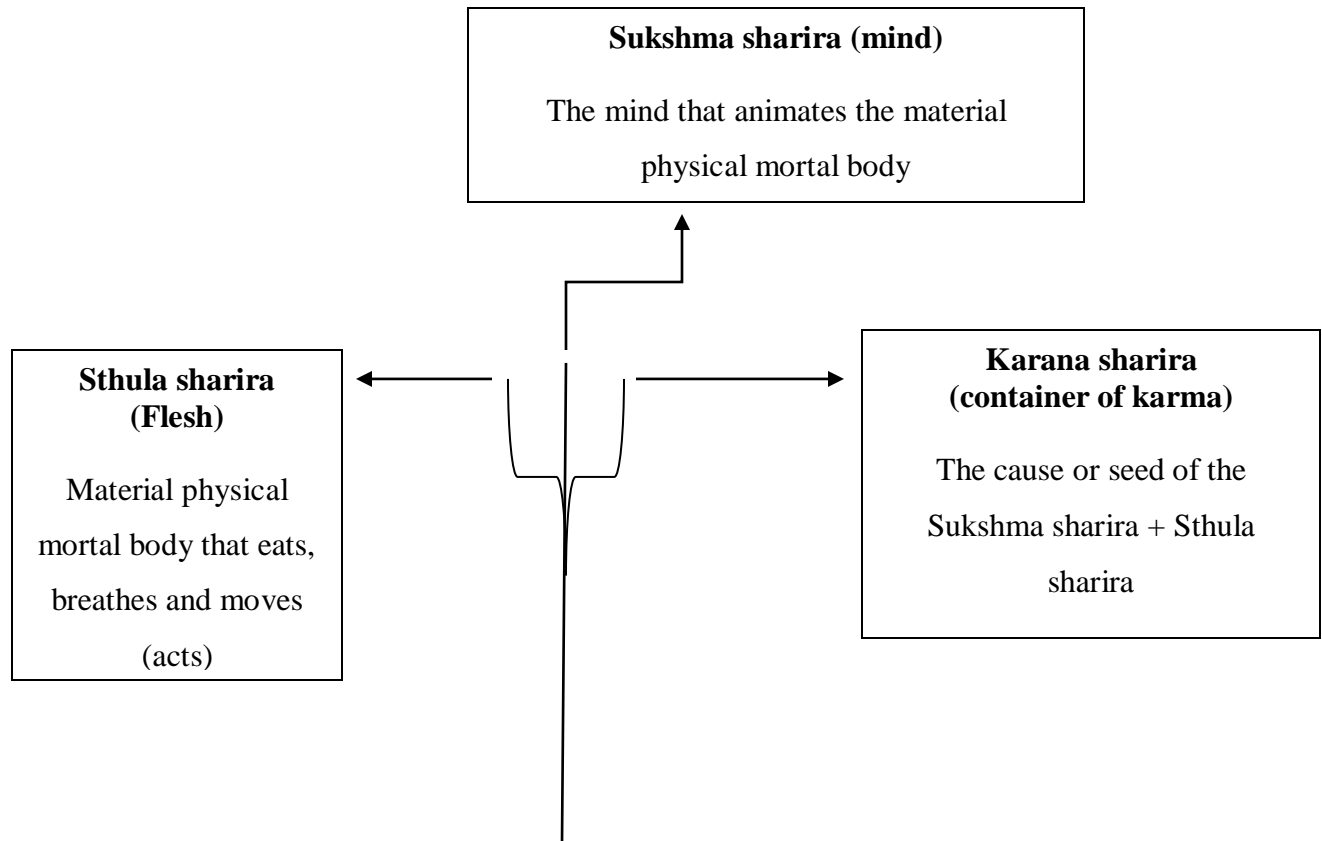 Sukshma sharira (mind)
The mind that animates the material
physical mortal body
Sthula sharira
(Flesh)
Material physical
mortal body that eats,
breathes and moves
(acts)
Karana sharira
(container of karma)
The cause or seed of the
Sukshma sharira + Sthula
sharira